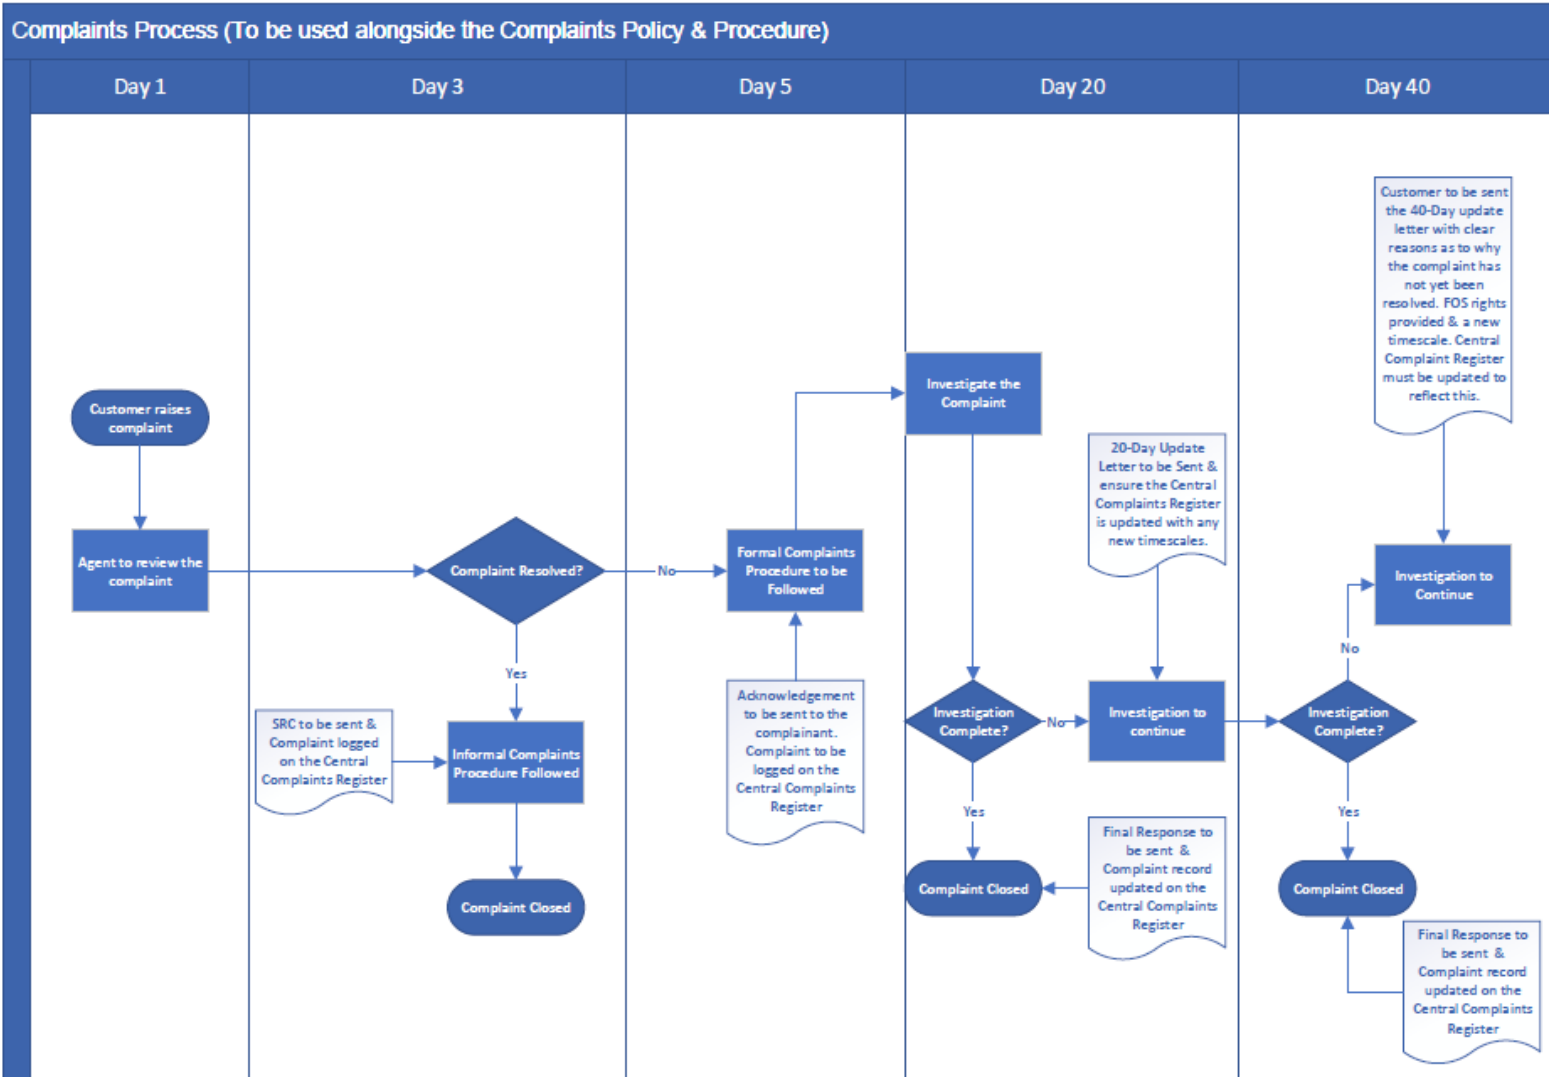 Complaints Process (To be used alongside the Complaints Policy & Procedure)
Day 1
Day 3
Day 5
Day 20
Day 40
Customer raises
complaint
Agent to review the
complaint
Complaint Resolved?
No
Yes
SRC to be sent &
Complaint logged
on the Central
Complaints Register
Informal Complaints
Procedure Followed
Complaint Closed
Formal Complaints
Procedure to be
Followed
Acknowledgement
to be sent to the
complainant.
Complaint to be
logged on the
Central Complaints
Register
Investigate the
Complaint
20-Day Update
Letter to be Sent &
ensure the Central
Complaints Register
is updated with any
new timescales.
Investigation
Complete?
No
Investigation to
continue
Yes
Complaint Closed
Final Response to
be sent &
Complaint record
updated on the
Central Complaints
Register
Customer to be sent
the 40-Day update
letter with clear
reasons as to why
the complaint has
not yet been
resolved. FOS rights
provided & a new
timescale. Central
Complaint Register
must be updated to
reflect this.
Investigation to
Continue
No
Investigation
Complete?
Yes
Complaint Closed
Final Response to
be sent &
Complaint record
updated on the
Central Complaints
Register